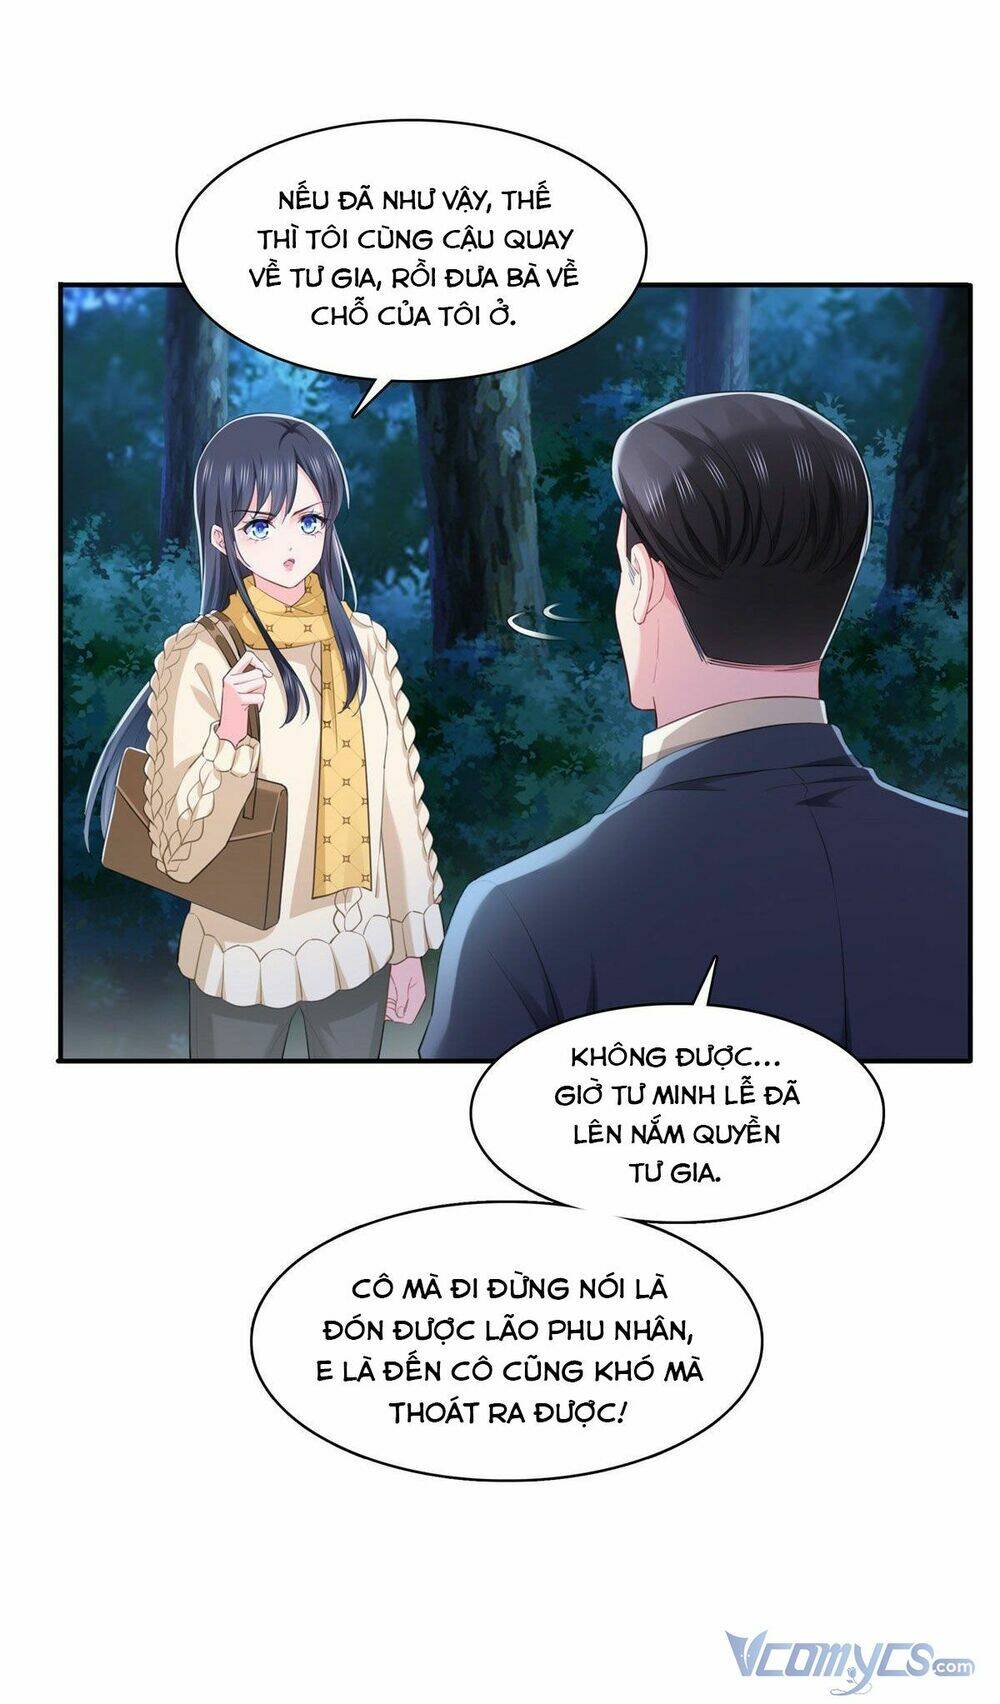 NẾU ĐÃ NHƯ VẬY, THẾ
THÌ TÔI CÙNG CẬU QUAY
VỀ TƯ GIA, RỒI ĐƯA BÀ VỀ
CHỖ CỦA TÔI Ở.
KHÔNG ĐƯỢC...
GIỜ TƯ MINH LỄ ĐÃ
LÊN NẮM QUYỀN
TƯ GIA.
CÔ MÀ ĐI ĐỪNG NÓI LÀ
ĐÓN ĐƯỢC LÃO PHU NHÂN,
E LÀ ĐẾN CÔ CŨNG KHÓ MÀ
THOÁT RA ĐƯỢC!
VCOMYCS.com